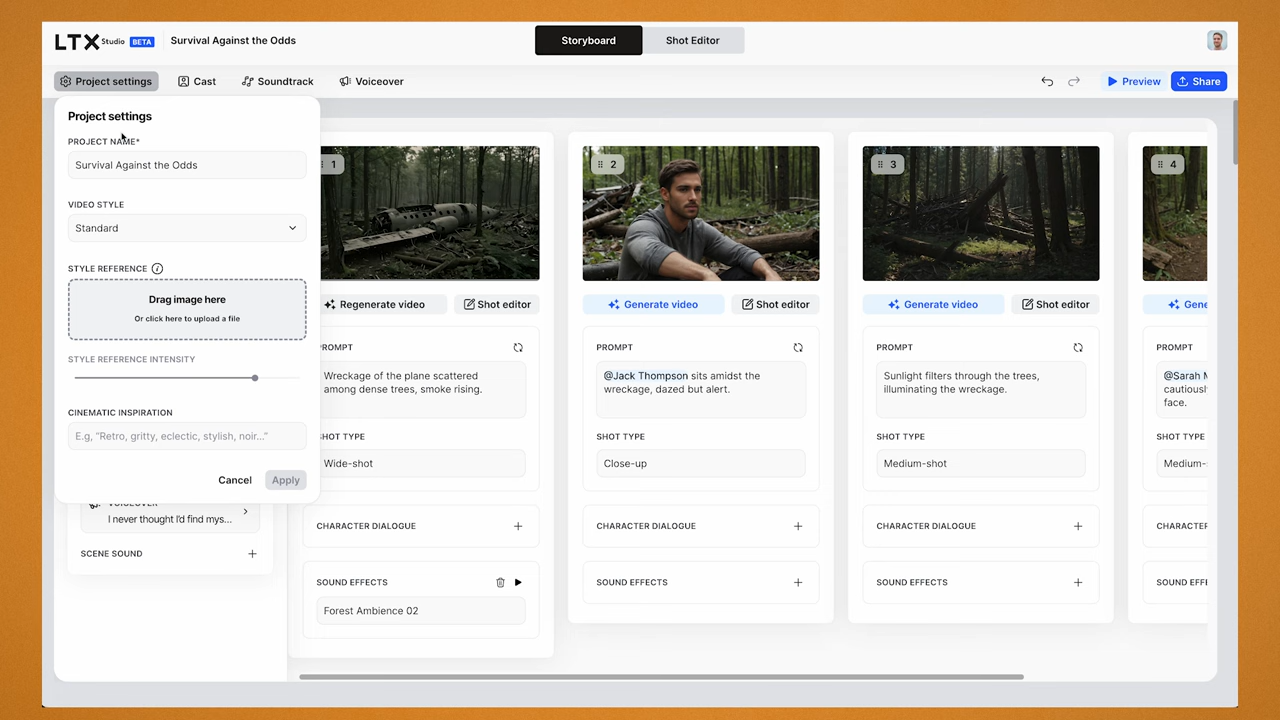 LTX Studio BETA
Survival Against the Odds
Storyboard
Shot Editor
Project settings
Cast
Soundtrack
Voiceover
Preview
Share
Project settings
PROJECT NAME*
Survival Against the Odds
VIDEO STYLE
Standard
STYLE REFERENCE
Drag image here
Or click here to upload a file
STYLE REFERENCE INTENSITY
CINEMATIC INSPIRATION
E.g, "Retro, gritty, eclectic, stylish, noir..."
Cancel
Apply
I never thought I'd find mys...
SCENE SOUND
1
Regenerate video
Shot editor
PROMPT
Wreckage of the plane scattered
among dense trees, smoke rising.
SHOT TYPE
Wide-shot
CHARACTER DIALOGUE
SOUND EFFECTS
Forest Ambience 02
2
Generate video
Shot editor
PROMPT
@Jack Thompson sits amidst the
wreckage, dazed but alert.
SHOT TYPE
Close-up
CHARACTER DIALOGUE
SOUND EFFECTS
3
Generate video
Shot editor
PROMPT
Sunlight filters through the trees,
illuminating the wreckage.
SHOT TYPE
Medium-shot
CHARACTER DIALOGUE
SOUND EFFECTS
4
Gene
PROMPT
@Sarah M
cautiousl
face.
SHOT TYPE
Medium-
CHARACTER
SOUND EFF